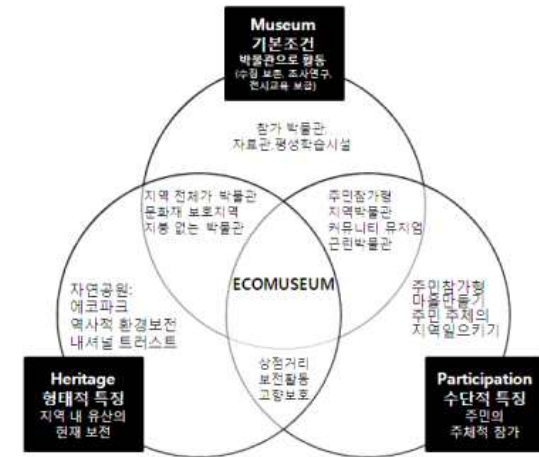 Museum
기본조건
박물관으로 활동
(수집 보존, 조사연구,
전시교육 보급)
참가 박물관
자료관,평생학습시설
지역 전체가 박물관
문화재 보호지역
지붕 없는 박물관
주민참가형
지역박물관
커뮤니티 뮤지엄
근린박물관
ECOMUSEUM
자연공원:
에코파크
역사적 환경보전
내셔널 트러스트
주민참가형
마을만들기
주민 주체의
지역일으키기
상점거리
보전활동
고향보호
Heritage
형태적 특징
지역 내 유산의
현재 보전
Participation
수단적 특징
주민의
주체적 참가